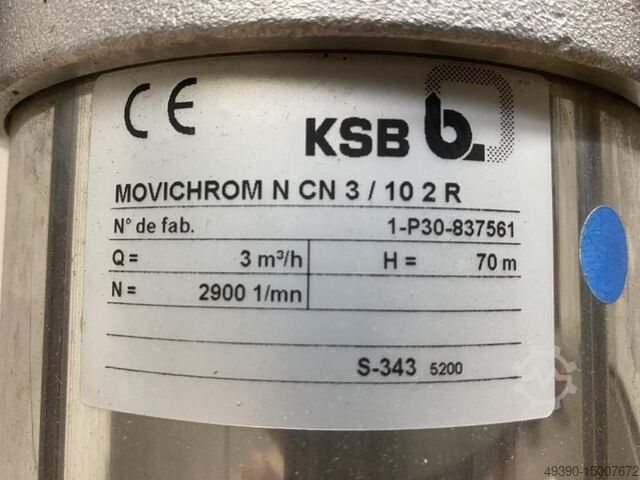 CE KSB b.
MOVICHROM N CN 3 / 10 2 R
N° de fab. 1-P30-837561
Q = 3 m³/h H = 70 m
N = 2900 1/mn
S-343 5200
49390-15007672